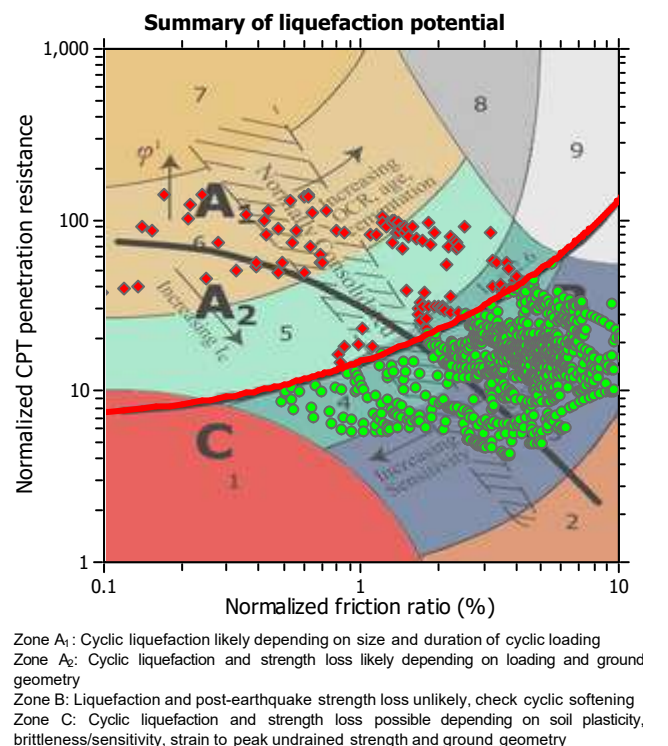 Summary of liquefaction potential
1,000
100
10
1
Normalized CPT penetration resistance
7
8
9
φ'
A1
6
A2
5
Increasing
OCR, age,
Increasing Ic
B
4
C
1
Increasing
Sensitivity
3
2
0.1
1
10
Normalized friction ratio (%)
Zone A1: Cyclic liquefaction likely depending on size and duration of cyclic loading
Zone A2: Cyclic liquefaction and strength loss likely depending on loading and ground
geometry
Zone B: Liquefaction and post-earthquake strength loss unlikely, check cyclic softening
Zone C: Cyclic liquefaction and strength loss possible depending on soil plasticity,
brittleness/sensitivity, strain to peak undrained strength and ground geometry